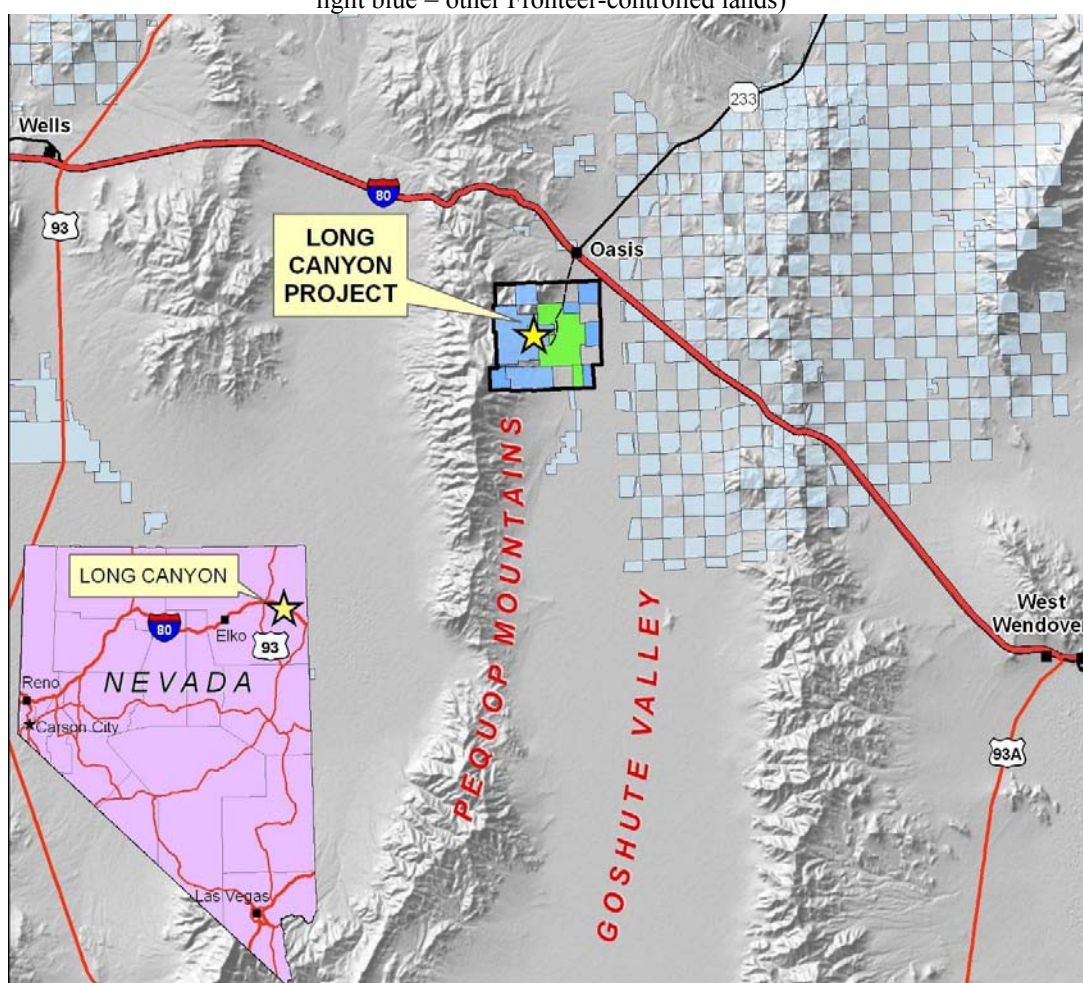 light blue – other Fronteer-controlled lands)
233
Wells
80
93
LONG
CANYON
PROJECT
Oasis
PEQUOP MOUNTAINS
GOSHUTE VALLEY
LONG CANYON
80
Elko
93
Reno
NEVADA
Carson City
Las Vegas
West
Wendover
93A